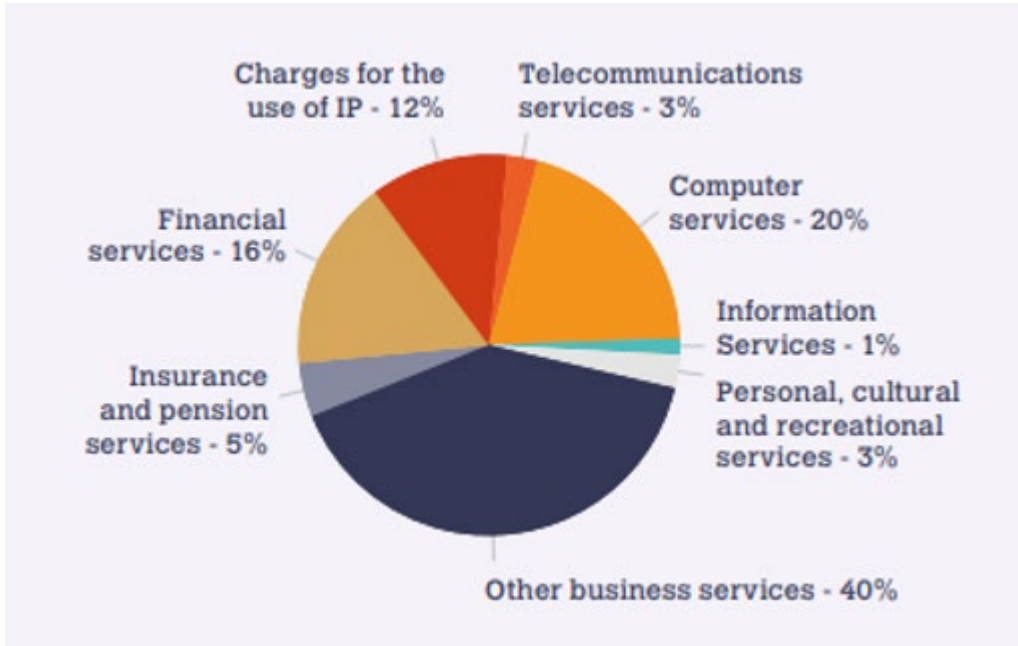 Charges for the
use of IP - 12%
Telecommunications
services - 3%
Computer
services - 20%
Financial
services - 16%
Information
Services - 1%
Insurance
and pension
services - 5%
Personal, cultural
and recreational
services - 3%
Other business services - 40%